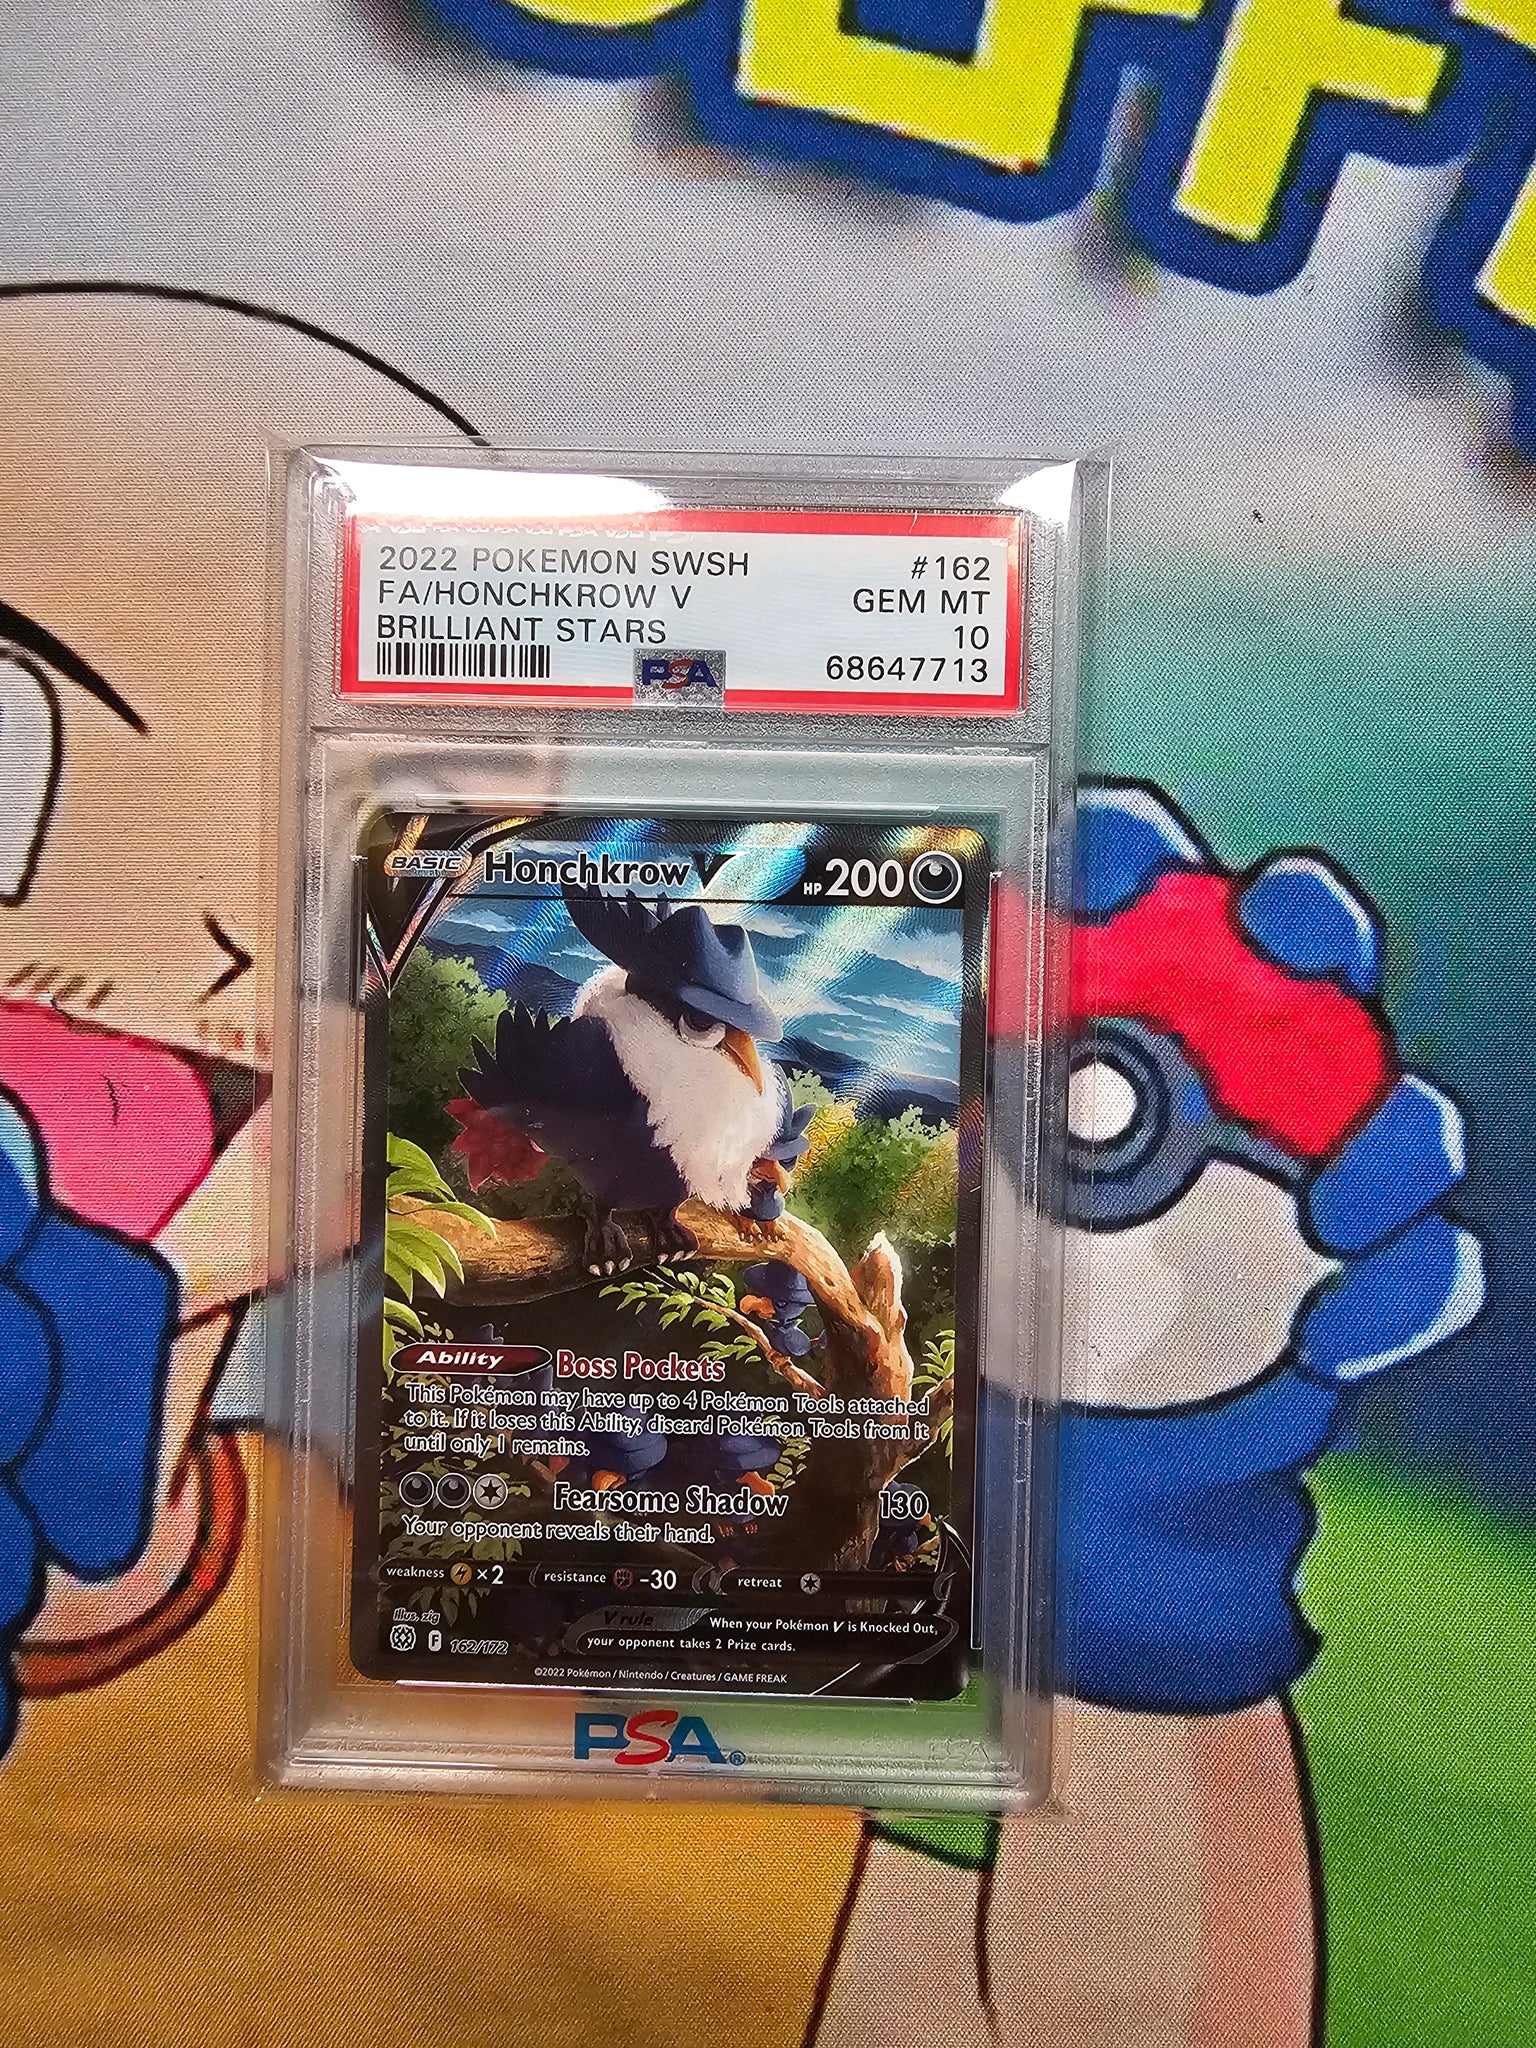 2022 POKEMON SWSH #162
FA/HONCHKROW V GEM MT
BRILLIANT STARS 10
PSA 68647713
BASIC Honchkrow V HP 200
Ability Boss Pockets
This Pokémon may have up to 4 Pokémon Tools attached
to it. If it loses this Ability, discard Pokémon Tools from it
until only 1 remains.
Fearsome Shadow 130
Your opponent reveals their hand.
weakness ×2 resistance -30 retreat
Illus. zig
V rule When your Pokémon V is Knocked Out,
F 162/172 your opponent takes 2 Prize cards.
©2022 Pokémon / Nintendo / Creatures / GAME FREAK
PSA®